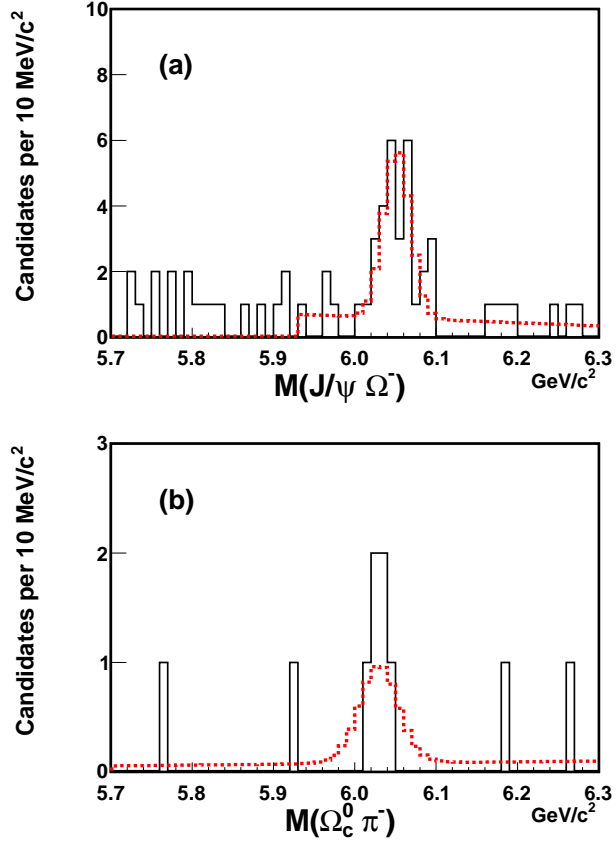 10
(a)
8
6
4
2
0
Candidates per 10 MeV/c²
5.7 5.8 5.9 6.0 6.1 6.2 6.3
M(J/ψ Ω⁻)
GeV/c²
3
(b)
2
1
0
Candidates per 10 MeV/c²
5.7 5.8 5.9 6.0 6.1 6.2 6.3
M(Ω_c^0 π⁻)
GeV/c²